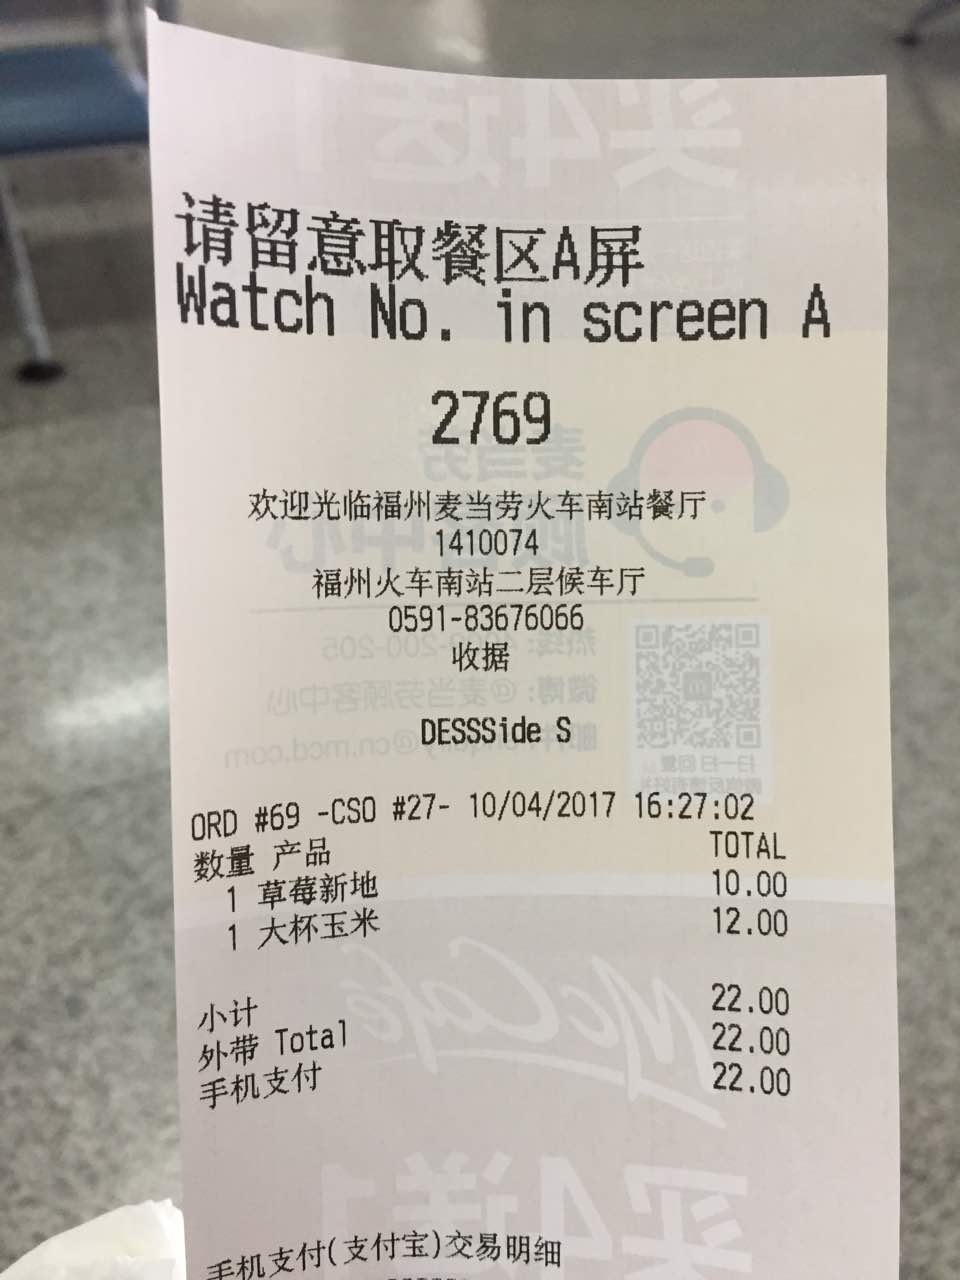 请留意取餐区A屏
Watch No. in screen A
2769
欢迎光临福州麦当劳火车南站餐厅
1410074
福州火车南站二层候车厅
0591-83676066
收据
DESSSide S
ORD #69 -CSO #27- 10/04/2017 16:27:02
数量 产品 TOTAL
1 草莓新地 10.00
1 大杯玉米 12.00
小计 22.00
外带 Total 22.00
手机支付 22.00
手机支付(支付宝)交易明细